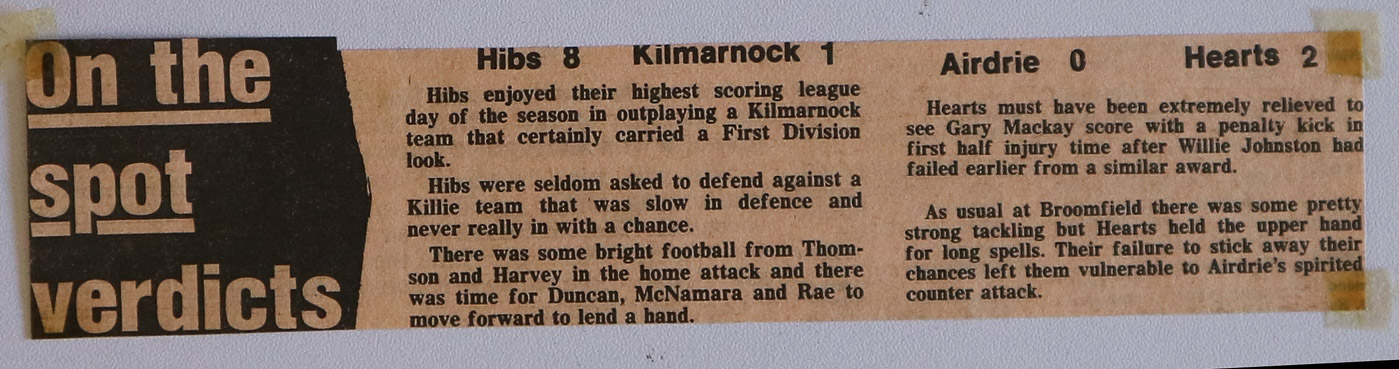 On the
spot
verdicts
Hibs 8 Kilmarnock 1
Hibs enjoyed their highest scoring league
day of the season in outplaying a Kilmarnock
team that certainly carried a First Division
look.
Hibs were seldom asked to defend against a
Killie team that was slow in defence and
never really in with a chance.
There was some bright football from Thom-
son and Harvey in the home attack and there
was time for Duncan, McNamara and Rae to
move forward to lend a hand.
Airdrie 0 Hearts 2
Hearts must have been extremely relieved to
see Gary Mackay score with a penalty kick in
first half injury time after Willie Johnston had
failed earlier from a similar award.
As usual at Broomfield there was some pretty
strong tackling but Hearts held the upper hand
for long spells. Their failure to stick away their
chances left them vulnerable to Airdrie's spirited
counter attack.